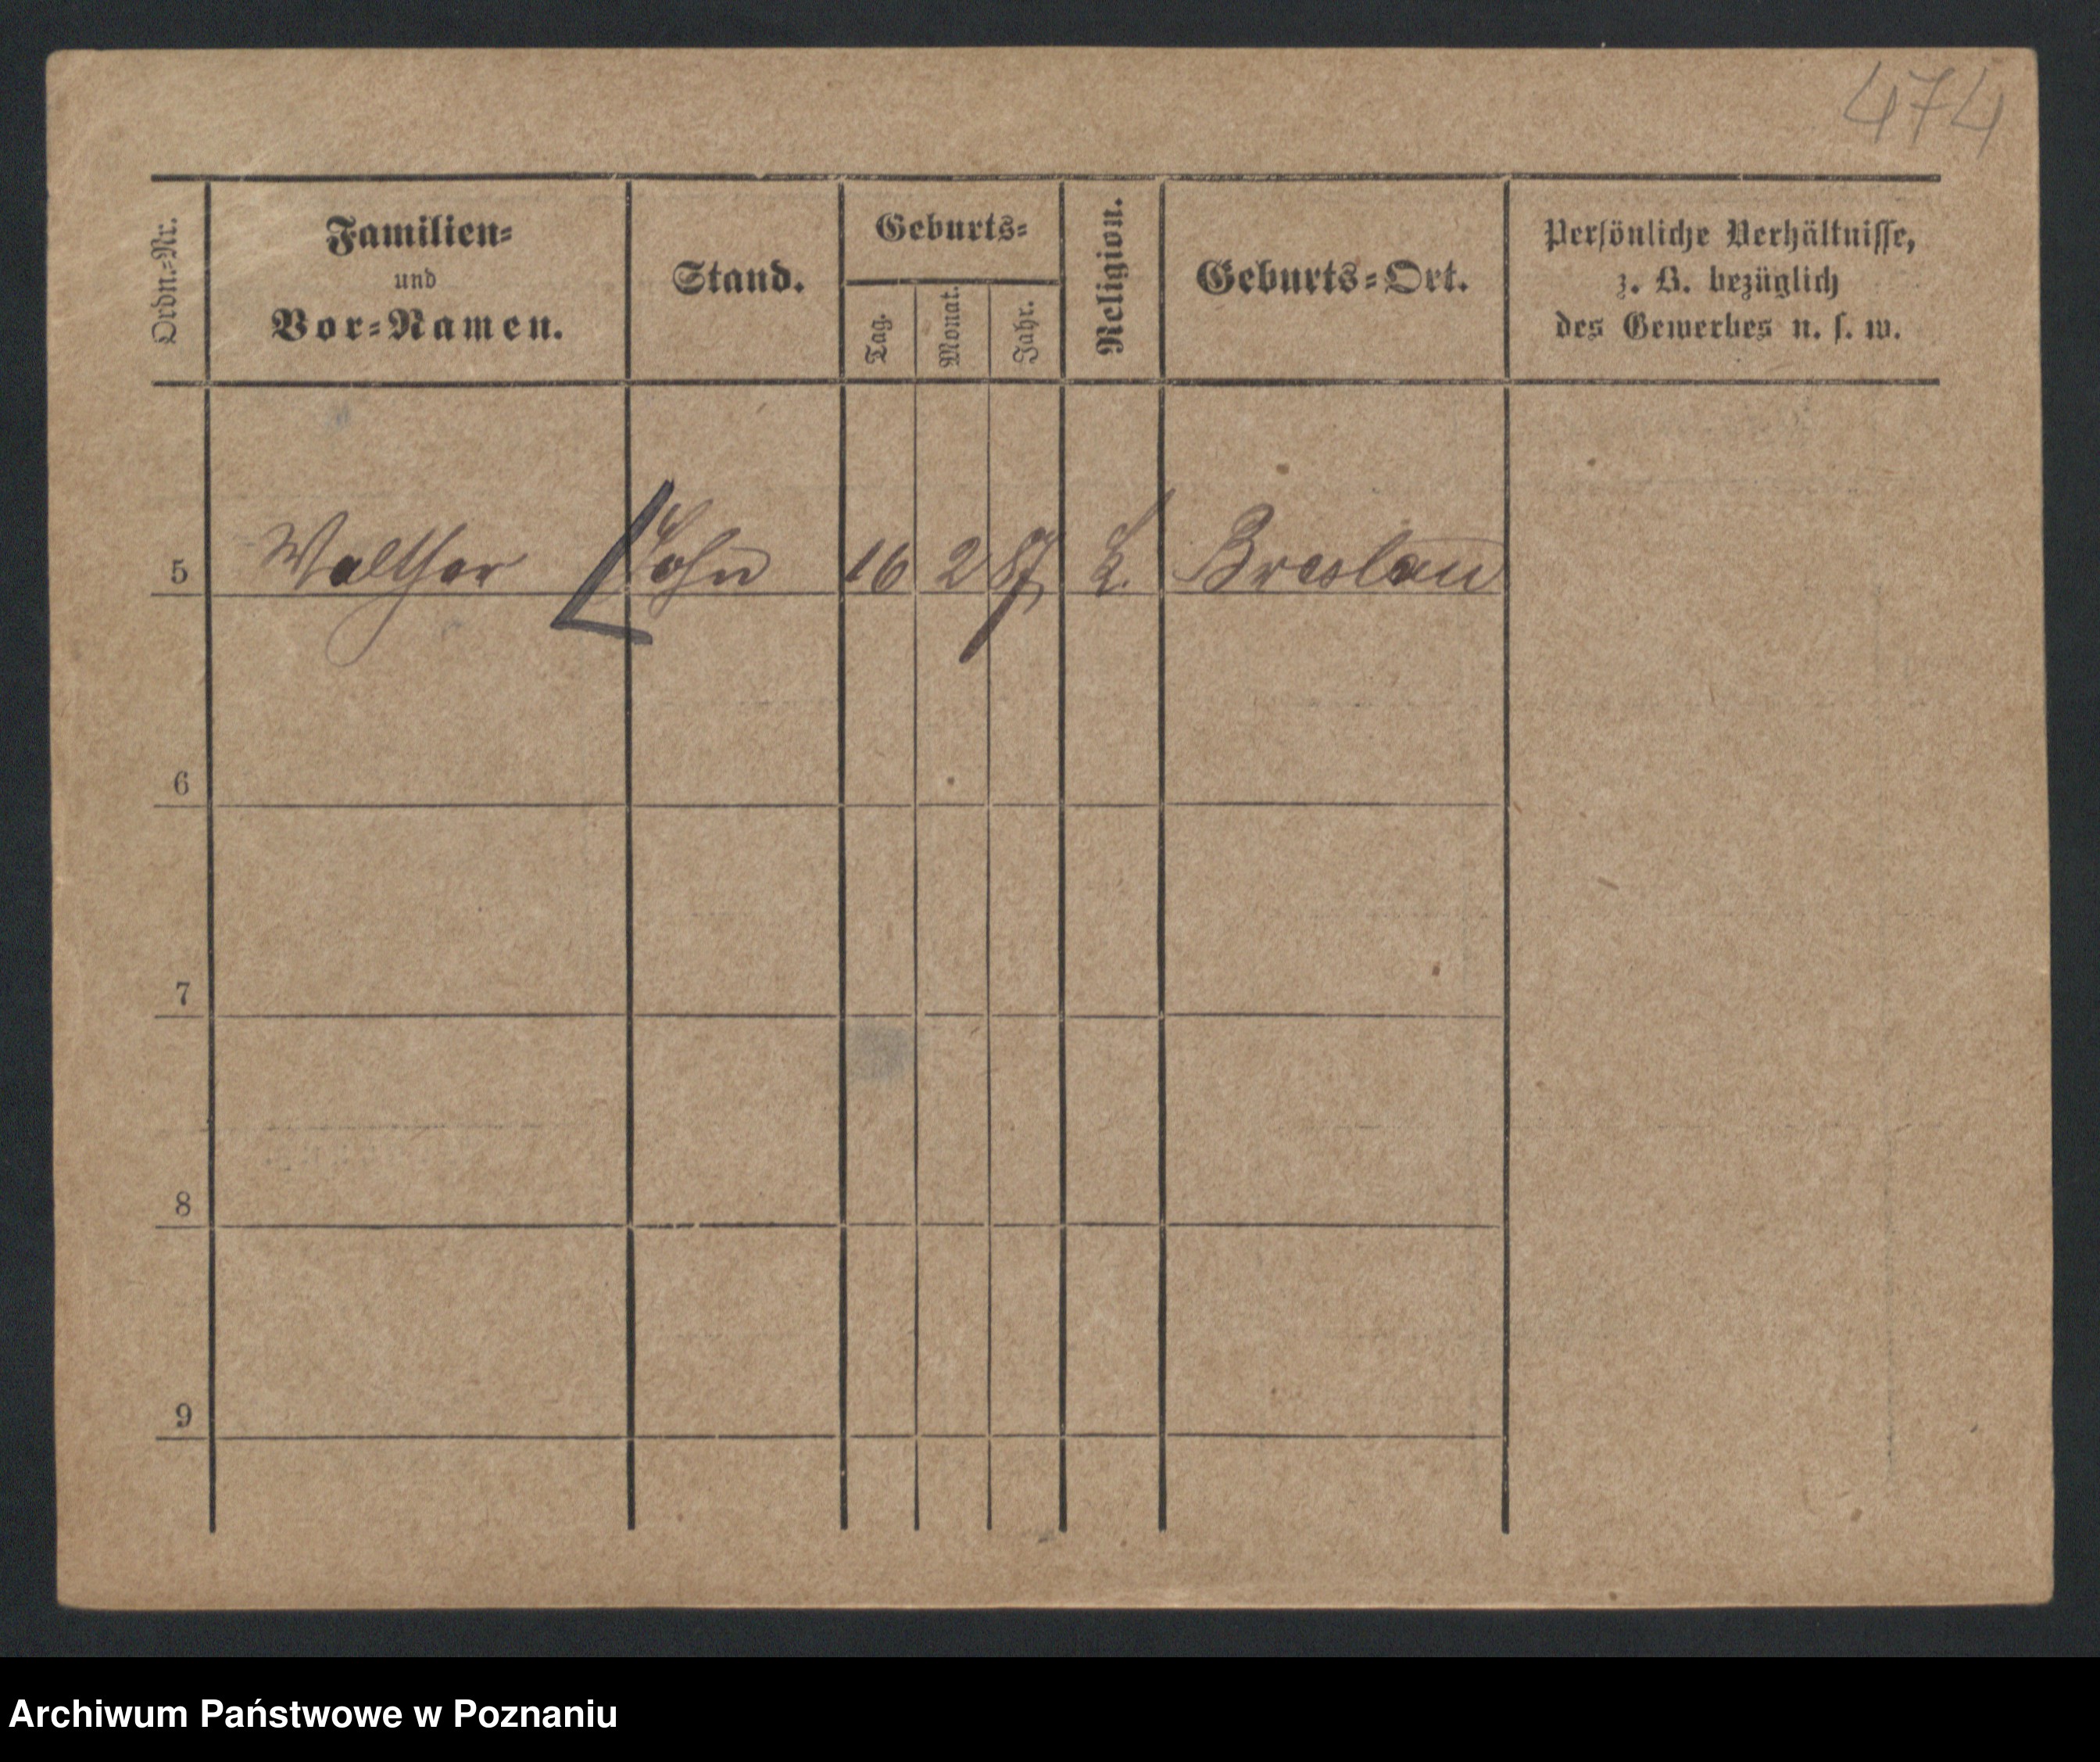 474
Ordn.-Nr.
Familien-
und
Vor-Namen.
Stand.
Geburts-
Tag.
Monat.
Jahr.
Religion.
Geburts-Ort.
Persönliche Verhältnisse,
z. B. bezüglich
des Gewerbes u. s. w.
5 Walther Sohn 16 2 87 L. Breslau
6
7
8
9
Archiwum Państwowe w Poznaniu